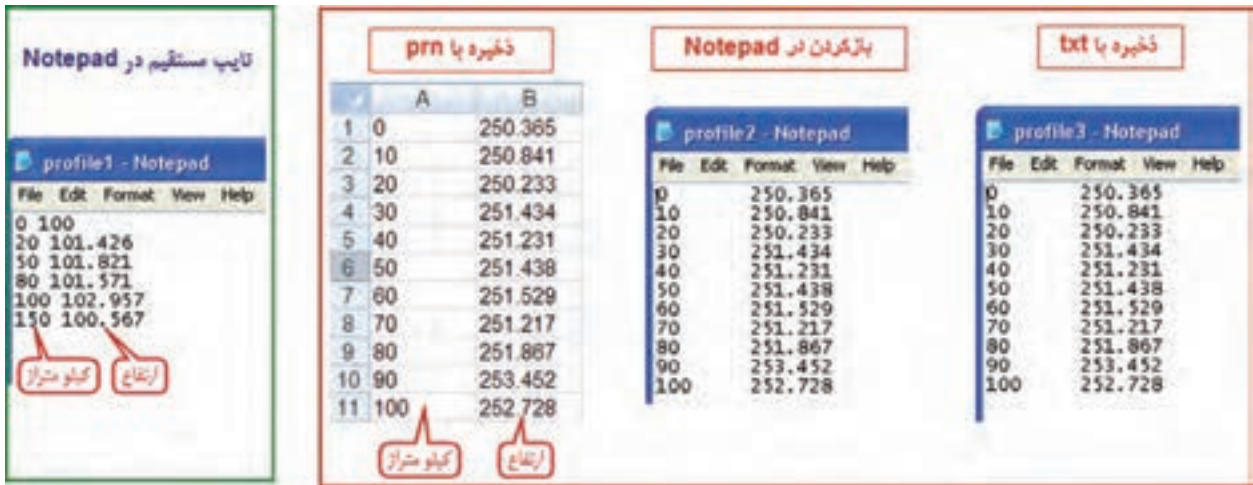 تایپ مستقیم در Notepad
profile1 - Notepad
File Edit Format View Help
0 100
20 101.426
50 101.821
80 101.571
100 102.957
150 100.567
کیلو متراژ
ارتفاع
ذخیره با prn
A B
1 0 250.365
2 10 250.841
3 20 250.233
4 30 251.434
5 40 251.231
6 50 251.438
7 60 251.529
8 70 251.217
9 80 251.867
10 90 253.452
11 100 252.728
کیلو متراژ
ارتفاع
بازکردن در Notepad
profile2 - Notepad
File Edit Format View Help
0 250.365
10 250.841
20 250.233
30 251.434
40 251.231
50 251.438
60 251.529
70 251.217
80 251.867
90 253.452
100 252.728
ذخیره با txt
profile3 - Notepad
File Edit Format View Help
0 250.365
10 250.841
20 250.233
30 251.434
40 251.231
50 251.438
60 251.529
70 251.217
80 251.867
90 253.452
100 252.728